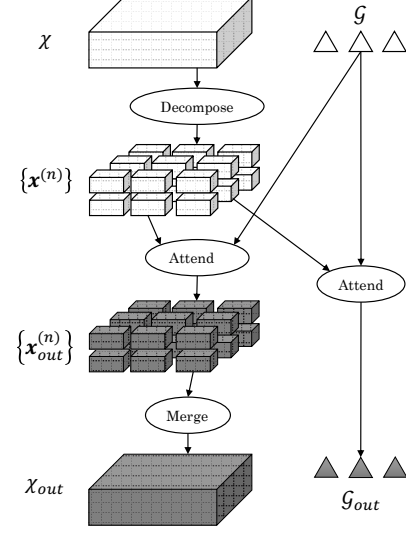 χ
𝒢
Decompose
{𝒙^(n)}
Attend
Attend
{𝒙_out^(n)}
Merge
χ_out
𝒢_out